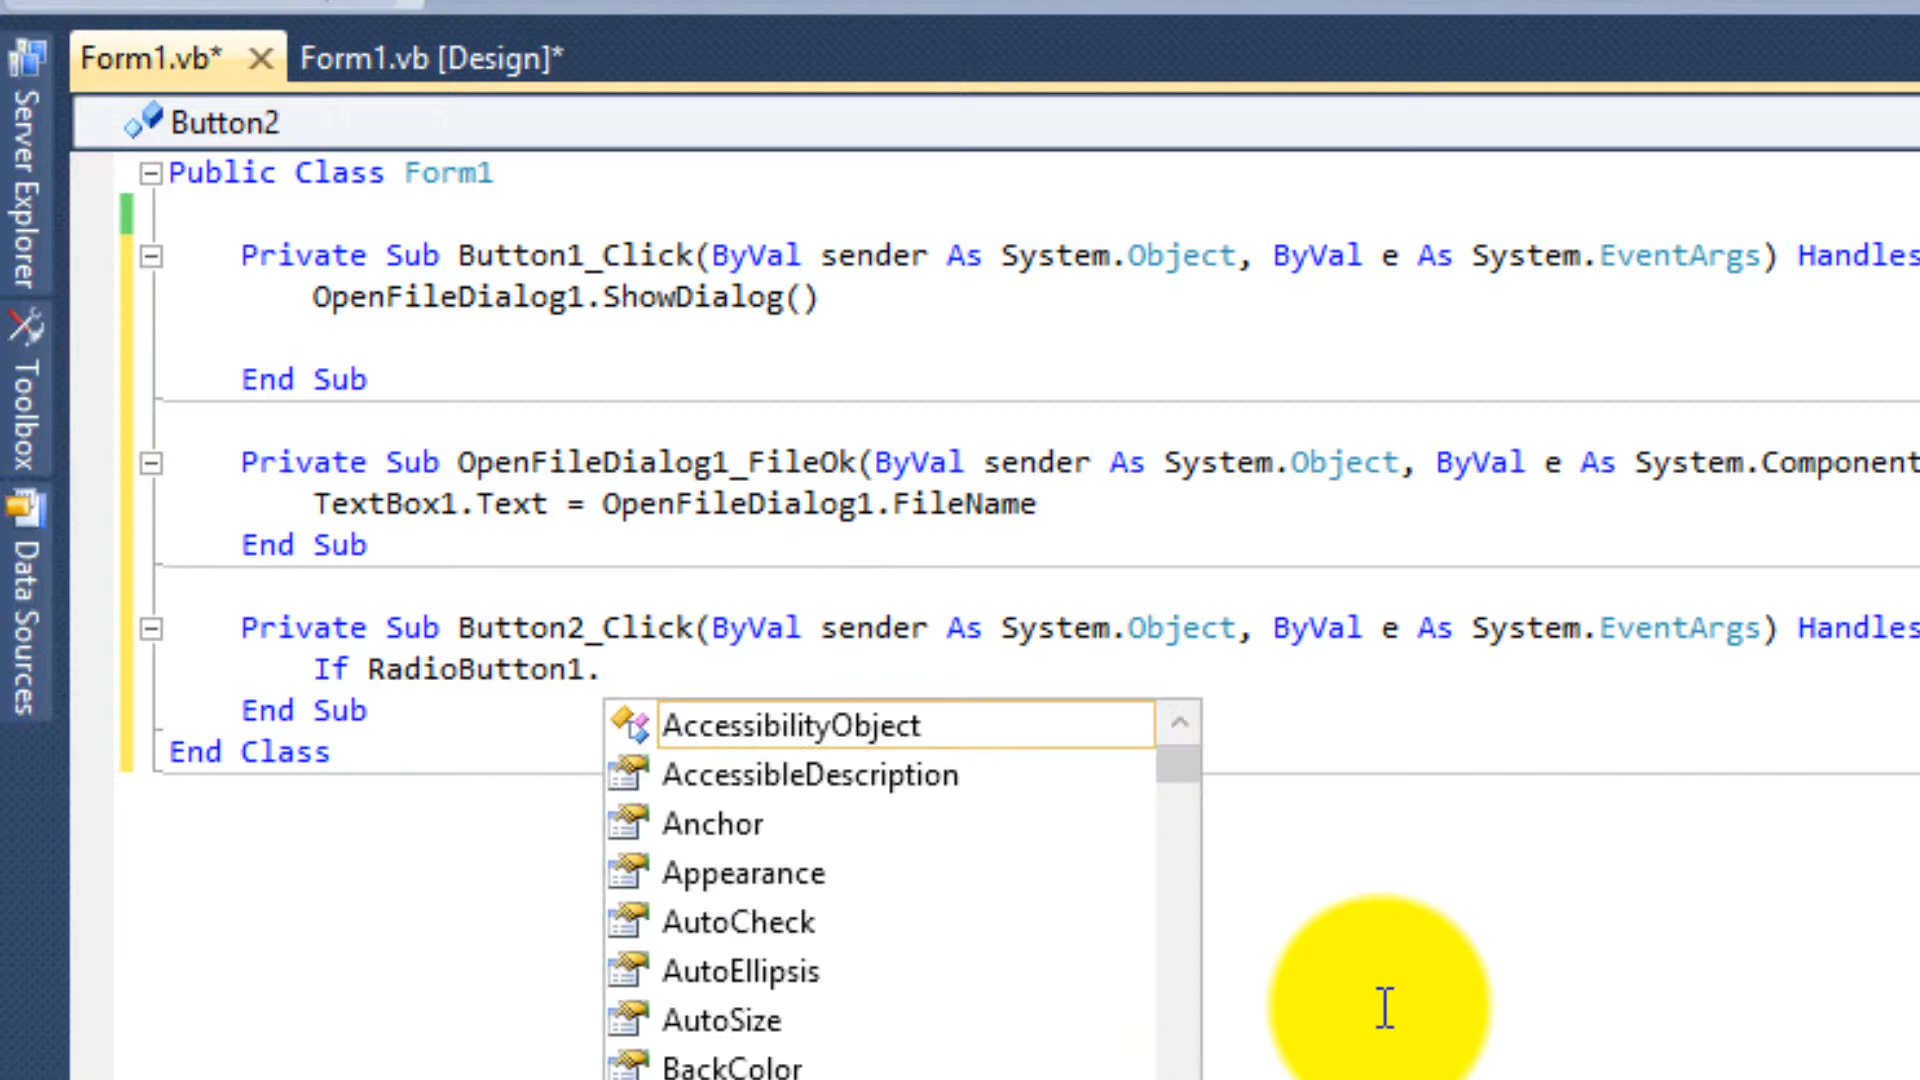 Form1.vb* Form1.vb [Design]*
Button2
Server Explorer
Toolbox
Data Sources
Public Class Form1
Private Sub Button1_Click(ByVal sender As System.Object, ByVal e As System.EventArgs) Handles
OpenFileDialog1.ShowDialog()
End Sub
Private Sub OpenFileDialog1_FileOk(ByVal sender As System.Object, ByVal e As System.Component
TextBox1.Text = OpenFileDialog1.FileName
End Sub
Private Sub Button2_Click(ByVal sender As System.Object, ByVal e As System.EventArgs) Handles
If RadioButton1.
End Sub
End Class
AccessibilityObject
AccessibleDescription
Anchor
Appearance
AutoCheck
AutoEllipsis
AutoSize
BackColor